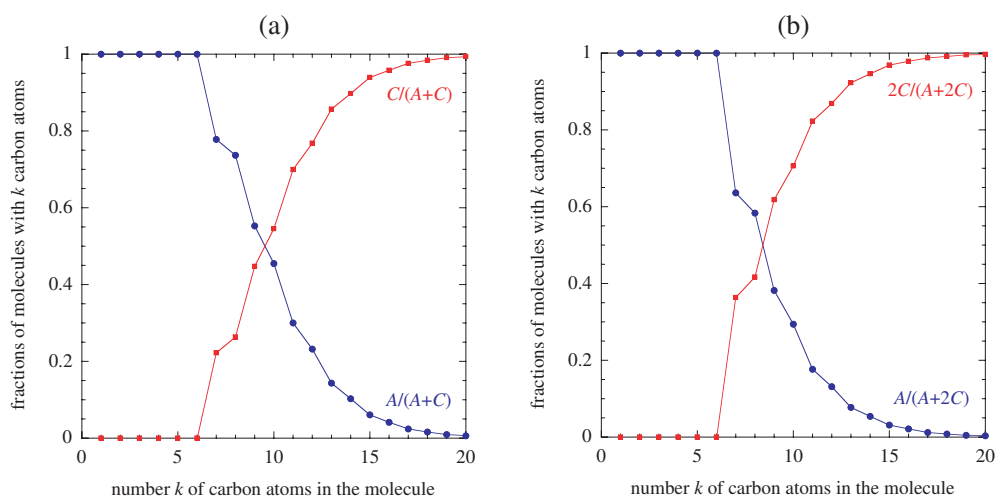 (a)
fractions of molecules with k carbon atoms
1
0.8
0.6
0.4
0.2
0
C/(A+C)
A/(A+C)
0 5 10 15 20
number k of carbon atoms in the molecule
(b)
fractions of molecules with k carbon atoms
1
0.8
0.6
0.4
0.2
0
2C/(A+2C)
A/(A+2C)
0 5 10 15 20
number k of carbon atoms in the molecule